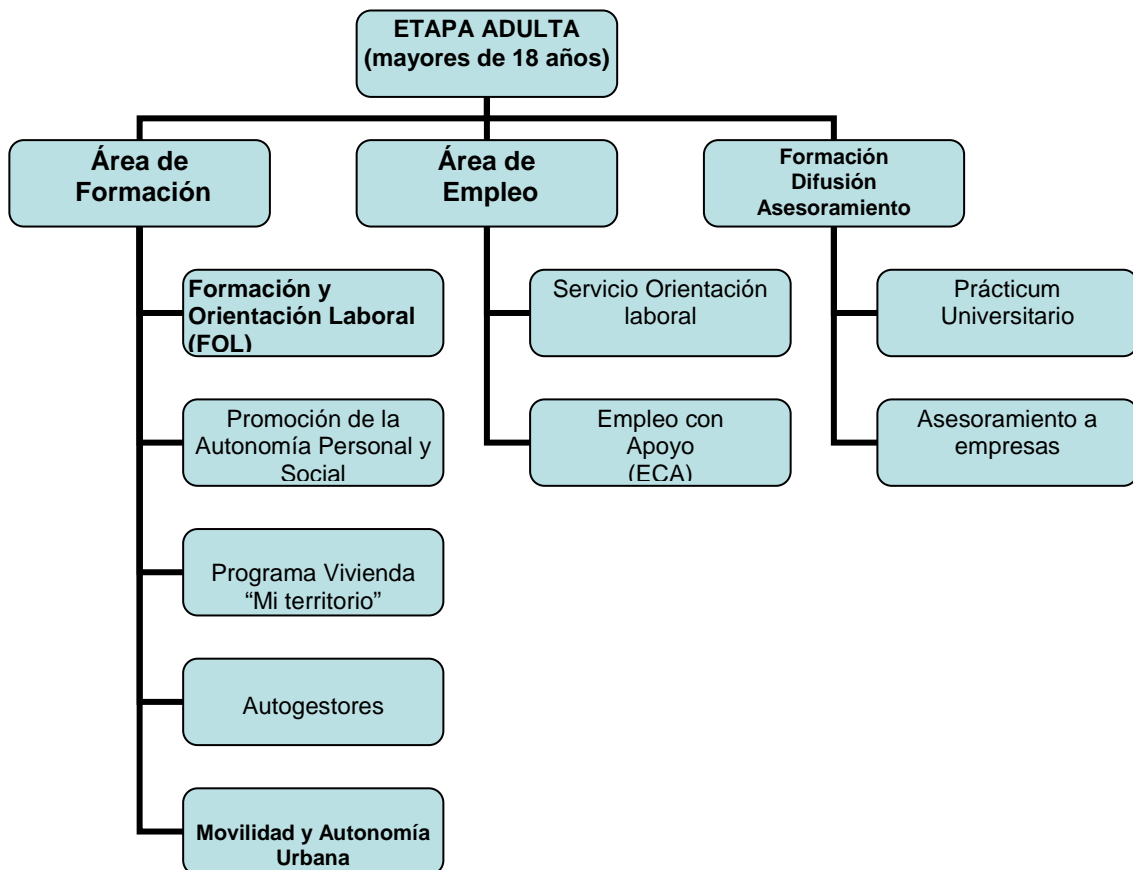 ETAPA ADULTA
(mayores de 18 años)
Área de
Formación
Área de
Empleo
Formación
Difusión
Asesoramiento
Formación y
Orientación Laboral
(FOL)
Servicio Orientación
laboral
Prácticum
Universitario
Promoción de la
Autonomía Personal y
Social
Empleo con
Apoyo
(ECA)
Asesoramiento a
empresas
Programa Vivienda
“Mi territorio”
Autogestores
Movilidad y Autonomía
Urbana